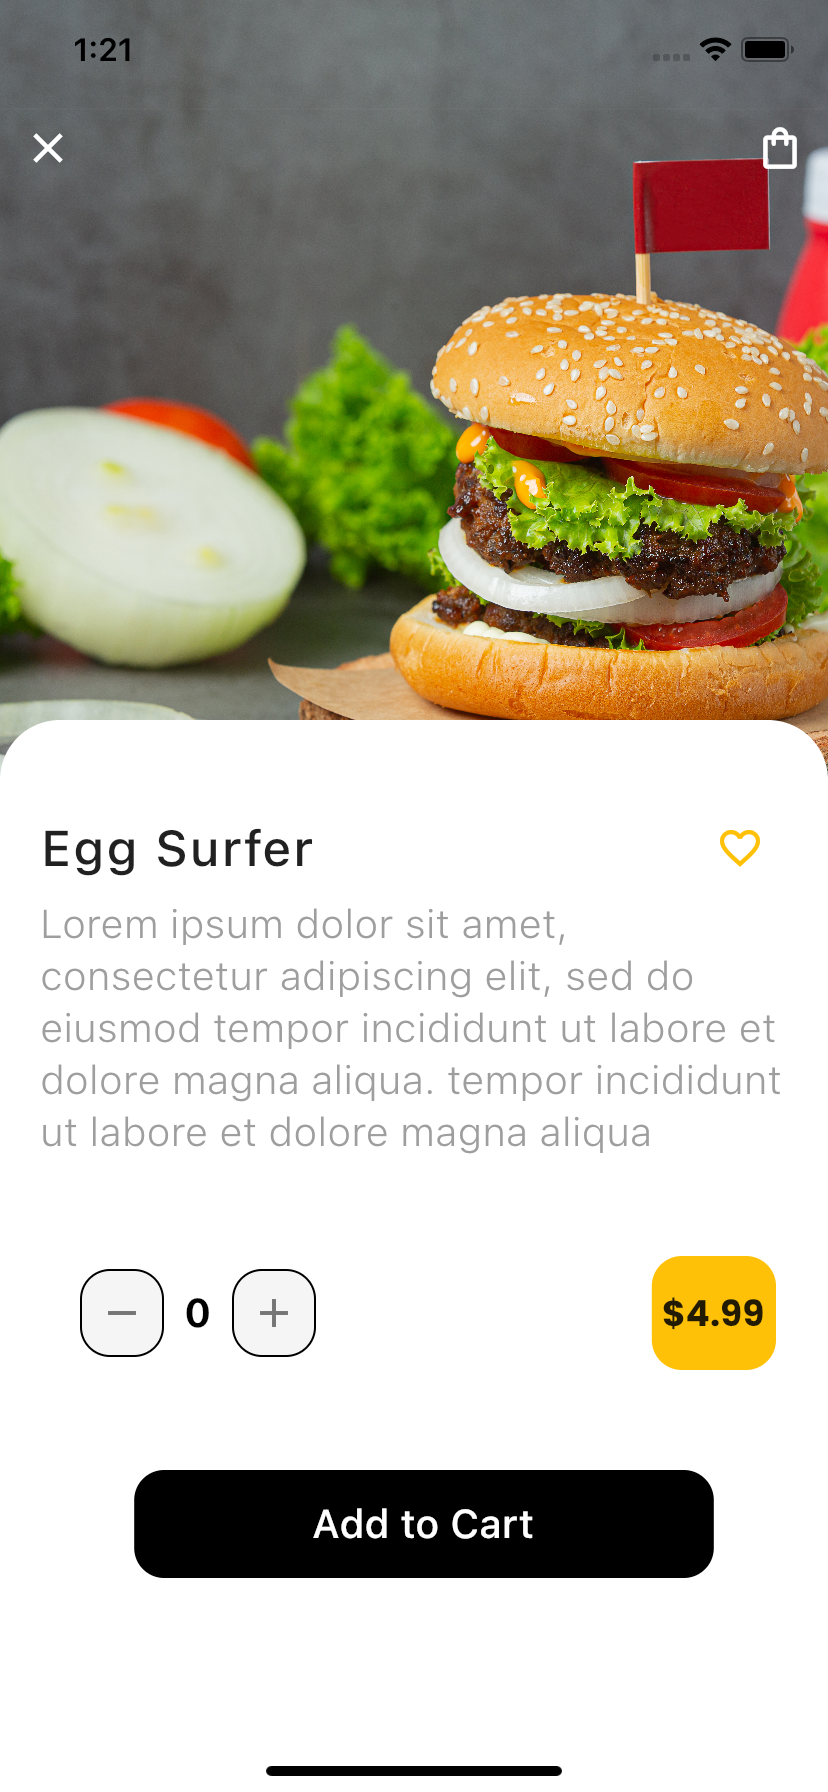 1:21
Egg Surfer
Lorem ipsum dolor sit amet,
consectetur adipiscing elit, sed do
eiusmod tempor incididunt ut labore et
dolore magna aliqua. tempor incididunt
ut labore et dolore magna aliqua
0
$4.99
Add to Cart